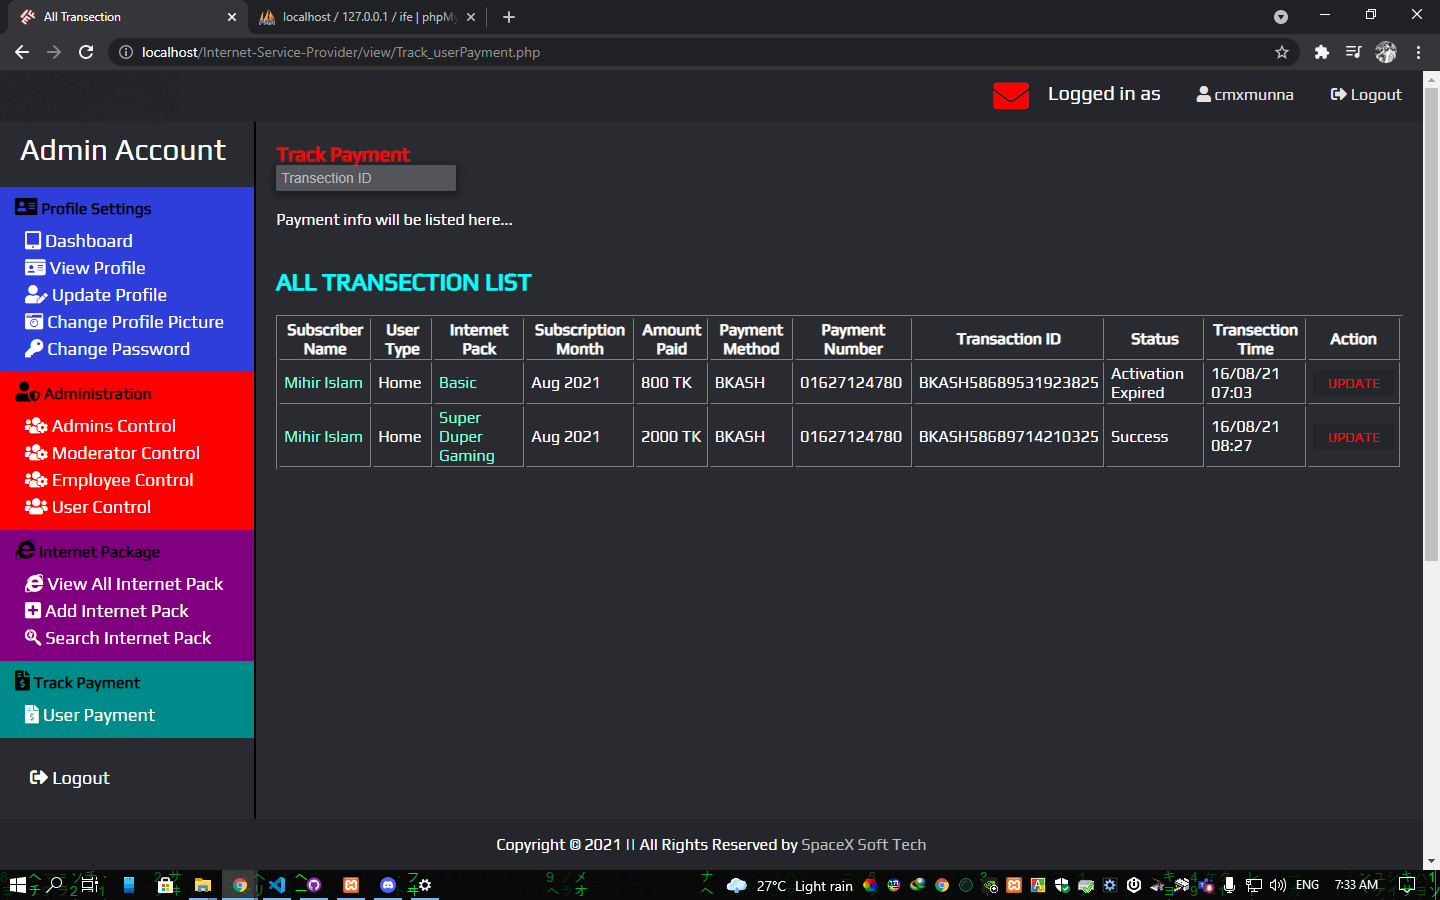 All Transection
localhost / 127.0.0.1 / ife | phpMy
localhost/Internet-Service-Provider/view/Track_userPayment.php
Logged in as
cmxmunna
Logout
Admin Account
Profile Settings
Dashboard
View Profile
Update Profile
Change Profile Picture
Change Password
Administration
Admins Control
Moderator Control
Employee Control
User Control
Internet Package
View All Internet Pack
Add Internet Pack
Search Internet Pack
Track Payment
User Payment
Logout
Track Payment
Transection ID
Payment info will be listed here...
ALL TRANSECTION LIST
Subscriber Name User Type Internet Pack Subscription Month Amount Paid Payment Method Payment Number Transaction ID Status Transection Time Action
Mihir Islam Home Basic Aug 2021 800 TK BKASH 01627124780 BKASH58689531923825 Activation Expired 16/08/21 07:03 UPDATE
Mihir Islam Home Super Duper Gaming Aug 2021 2000 TK BKASH 01627124780 BKASH58689714210325 Success 16/08/21 08:27 UPDATE
Copyright © 2021 || All Rights Reserved by SpaceX Soft Tech
27°C Light rain
ENG
7:33 AM